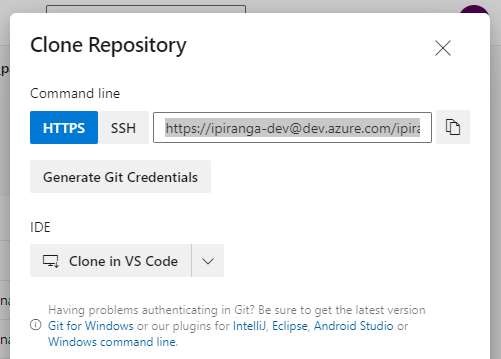 Clone Repository
Command line
HTTPS
SSH
https://ipiranga-dev@dev.azure.com/ipira
Generate Git Credentials
IDE
Clone in VS Code
Having problems authenticating in Git? Be sure to get the latest version
Git for Windows or our plugins for IntelliJ, Eclipse, Android Studio or
Windows command line.